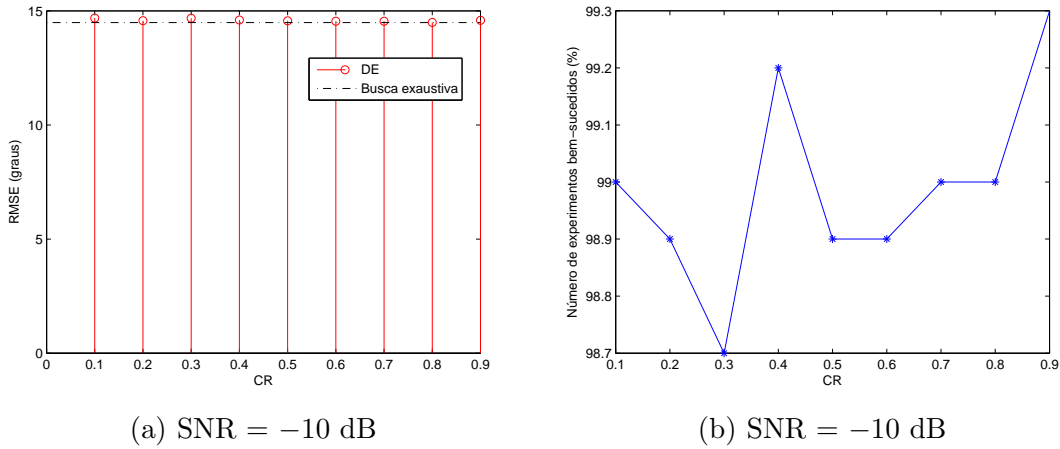 15
10
5
0
RMSE (graus)
0 0.1 0.2 0.3 0.4 0.5 0.6 0.7 0.8 0.9
CR
DE
Busca exaustiva
(a) SNR = −10 dB
99.3
99.2
99.1
99
98.9
98.8
98.7
Número de experimentos bem−sucedidos (%)
0.1 0.2 0.3 0.4 0.5 0.6 0.7 0.8 0.9
CR
(b) SNR = −10 dB